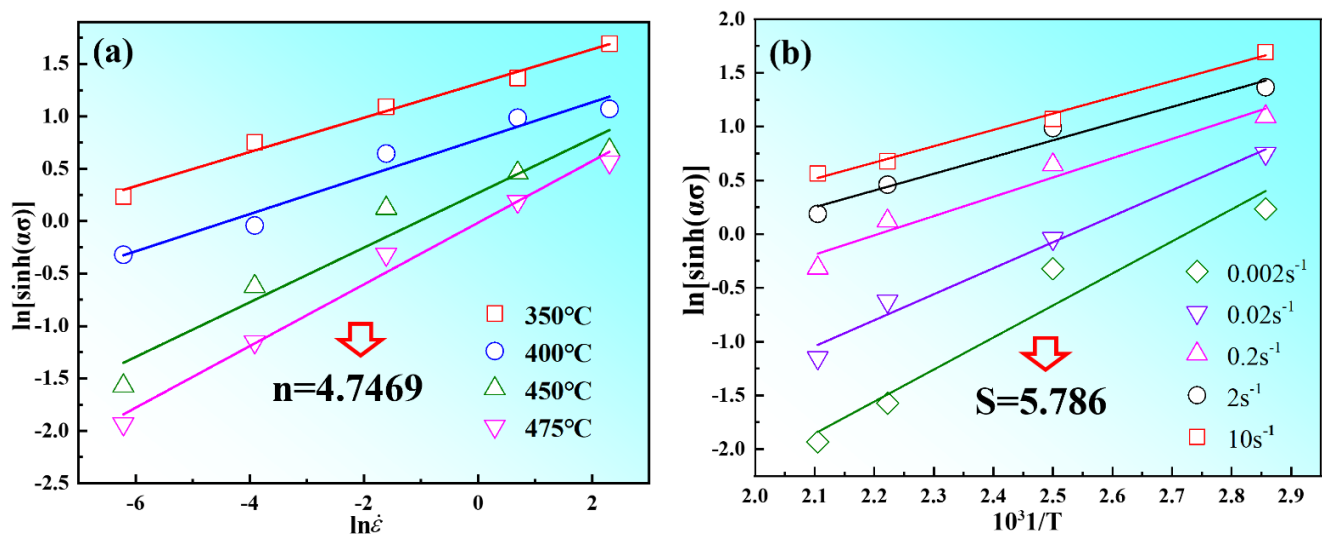 (a)
ln[sinh(ασ)]
1.5
1.0
0.5
0.0
-0.5
-1.0
-1.5
-2.0
-2.5
-6
-4
-2
0
2
lnε̇
350°C
400°C
450°C
475°C
n=4.7469
(b)
ln[sinh(ασ)]
2.0
1.5
1.0
0.5
0.0
-0.5
-1.0
-1.5
-2.0
2.0
2.1
2.2
2.3
2.4
2.5
2.6
2.7
2.8
2.9
10³1/T
0.002s⁻¹
0.02s⁻¹
0.2s⁻¹
2s⁻¹
10s⁻¹
S=5.786